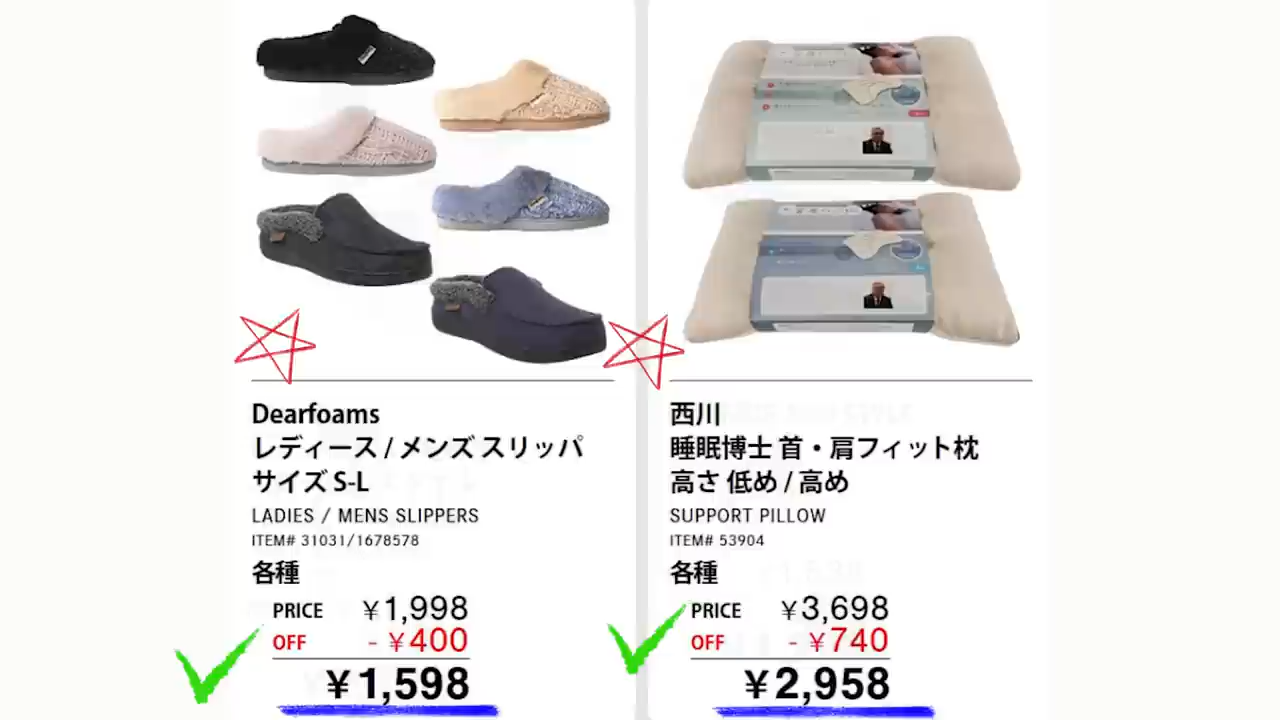 Dearfoams
レディース / メンズ スリッパ
サイズ S-L
LADIES / MENS SLIPPERS
ITEM# 31031/1678578
各種
PRICE ￥1,998
OFF - ￥400
￥1,598
西川
睡眠博士 首・肩フィット枕
高さ 低め / 高め
SUPPORT PILLOW
ITEM# 53904
各種
PRICE ￥3,698
OFF - ￥740
￥2,958